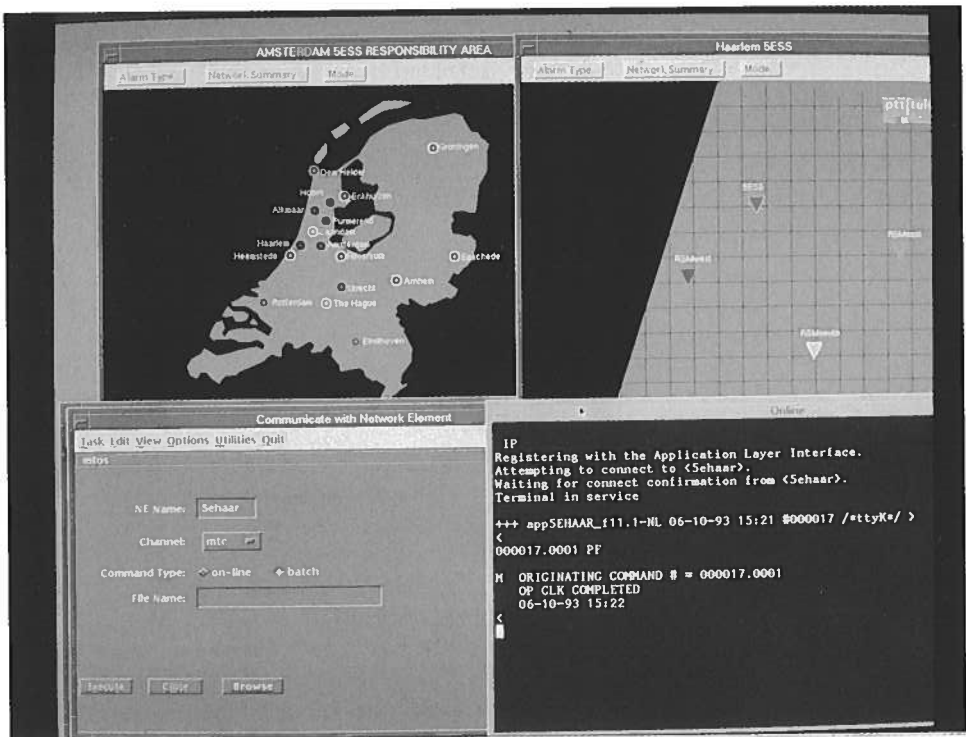 AMSTERDAM 5ESS RESPONSIBILITY AREA
Alarm Type Network Summary Mode
Groningen
Den Helder
Hoorn
Enkhuizen
Alkmaar
Purmerend
Zaandam
Haarlem
Amsterdam
Heemstede
Hilversum
Enschede
Utrecht
Arnhem
Rotterdam
The Hague
Eindhoven
Haarlem 5ESS
Alarm Type Network Summary Mode
5ESS
Communicate with Network Element
Task Edit View Options Utilities Quit
NE Name: 5ehaar
Channel: mtc
Command Type: on-line batch
File Name:
Execute Close Browse
Online
IP
Registering with the Application Layer Interface.
Attempting to connect to <5ehaar>.
Waiting for connect confirmation from <5ehaar>.
Terminal in service
+++ app5EHAAR_f11.1-NL 06-10-93 15:21 #000017 /*ttyK*/ >
<
000017.0001 PF
M ORIGINATING COMMAND # = 000017.0001
OP CLK COMPLETED
06-10-93 15:22
<